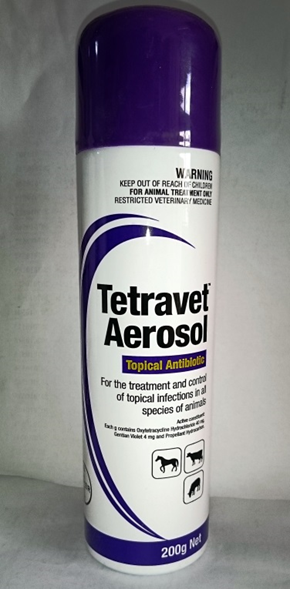 WARNING
KEEP OUT OF REACH OF CHILDREN
FOR ANIMAL TREATMENT ONLY
RESTRICTED VETERINARY MEDICINE
Tetravet™
Aerosol
Topical Antibiotic
For the treatment and control
of topical infections in all
species of animals
Active constituent:
Each g contains Oxytetracycline Hydrochloride 40 mg,
Gentian Violet 4 mg and Propellant Hydrocarbon
200g Net